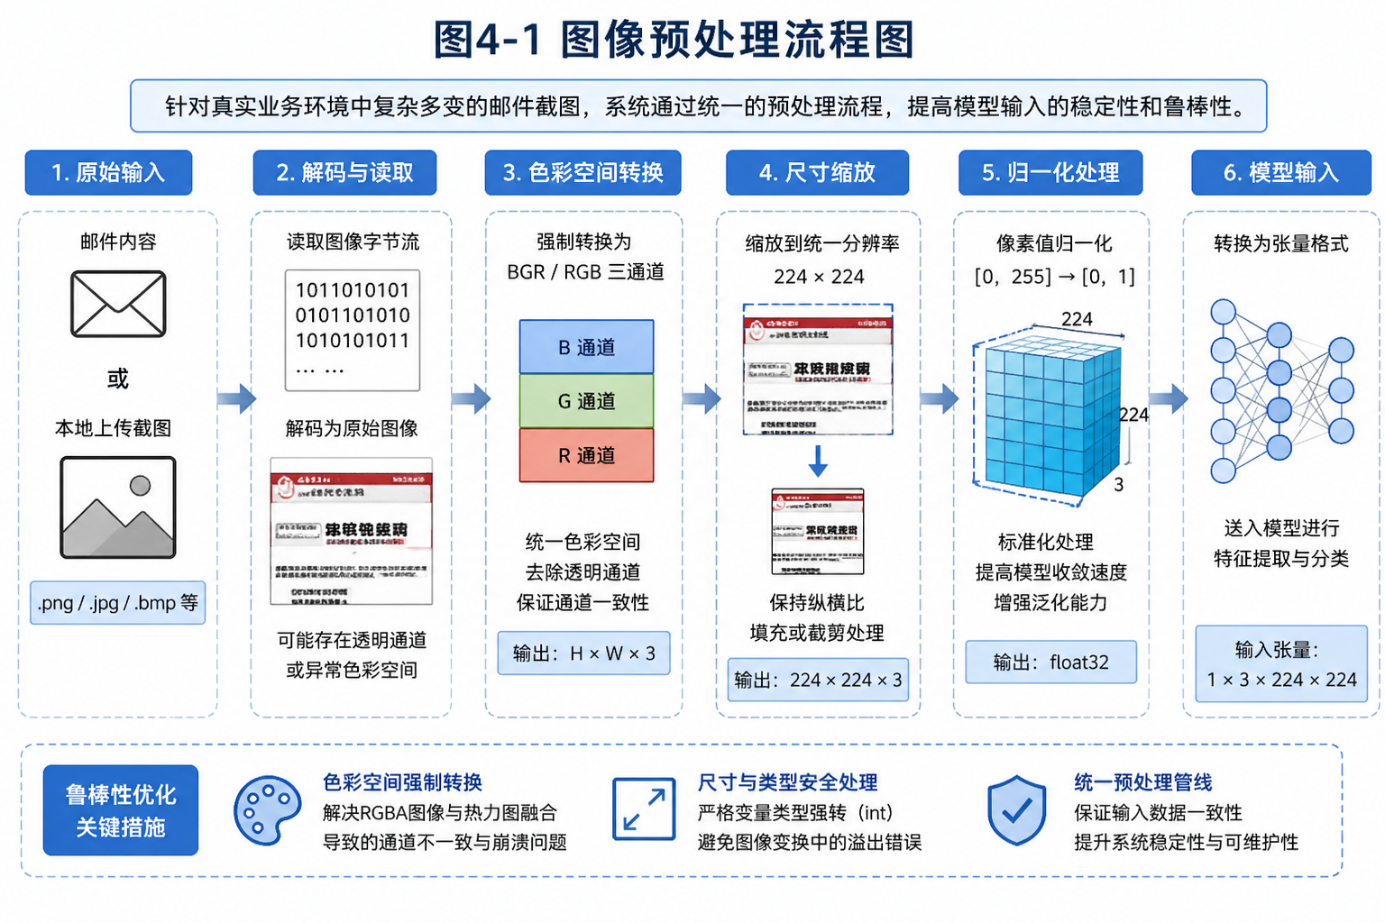 图4-1 图像预处理流程图
针对真实业务环境中复杂多变的邮件截图，系统通过统一的预处理流程，提高模型输入的稳定性和鲁棒性。
1. 原始输入
邮件内容
或
本地上传截图
.png / .jpg / .bmp 等
2. 解码与读取
读取图像字节流
1011010101
0101101010
1010101011
... ...
解码为原始图像
可能存在透明通道
或异常色彩空间
3. 色彩空间转换
强制转换为
BGR / RGB 三通道
B 通道
G 通道
R 通道
统一色彩空间
去除透明通道
保证通道一致性
输出：H × W × 3
4. 尺寸缩放
缩放到统一分辨率
224 × 224
保持纵横比
填充或截剪处理
输出：224 × 224 × 3
5. 归一化处理
像素值归一化
[0，255] → [0，1]
224
224
3
标准化处理
提高模型收敛速度
增强泛化能力
输出：float32
6. 模型输入
转换为张量格式
送入模型进行
特征提取与分类
输入张量：
1 × 3 × 224 × 224
鲁棒性优化
关键措施
色彩空间强制转换
解决RGBA图像与热力图融合
导致的通道不一致与崩溃问题
尺寸与类型安全处理
严格变量类型强转（int）
避免图像变换中的溢出错误
统一预处理管线
保证输入数据一致性
提升系统稳定性与可维护性